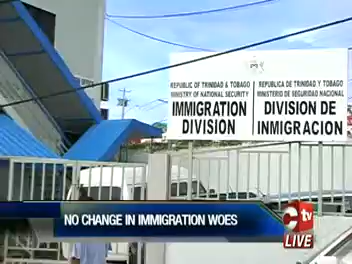 REPUBLIC OF TRINIDAD & TOBAGO
MINISTRY OF NATIONAL SECURITY
IMMIGRATION
DIVISION
REPUBLICA DE TRINIDAD Y TOBAGO
MINISTERIO DE SEGURIDAD NACIONAL
DIVISION DE
INMIGRACION
NO CHANGE IN IMMIGRATION WOES
C tv
LIVE